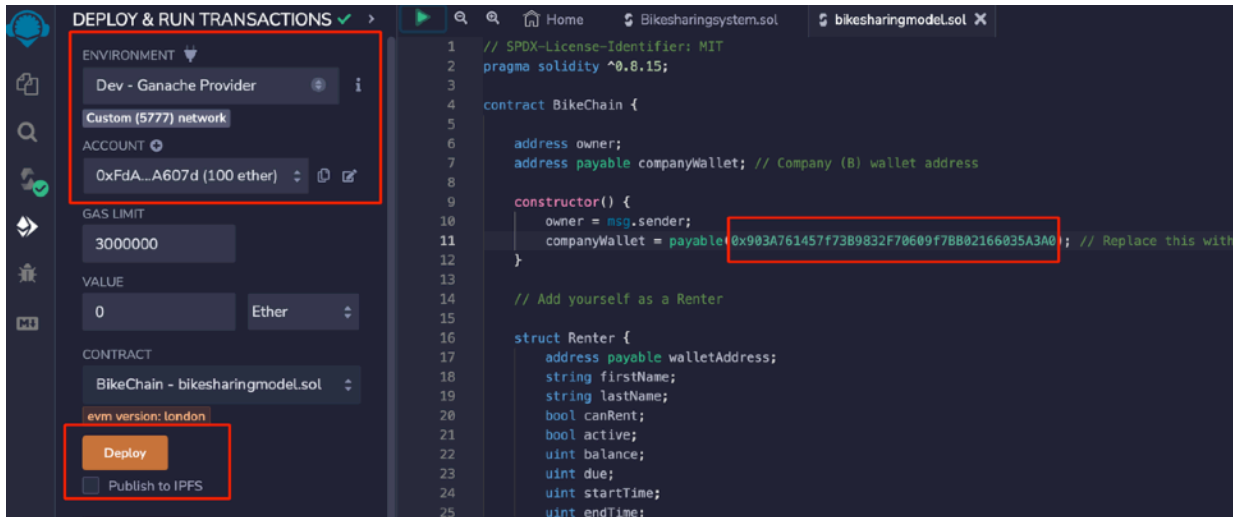 DEPLOY & RUN TRANSACTIONS
ENVIRONMENT
Dev - Ganache Provider
i
Custom (5777) network
ACCOUNT
0xFdA...A607d (100 ether)
GAS LIMIT
3000000
VALUE
0 Ether
CONTRACT
BikeChain - bikesharingmodel.sol
evm version: london
Deploy
Publish to IPFS
Home Bikesharingsystem.sol bikesharingmodel.sol
1 // SPDX-License-Identifier: MIT
2 pragma solidity ^0.8.15;
3
4 contract BikeChain {
5
6 address owner;
7 address payable companyWallet; // Company (B) wallet address
8
9 constructor() {
10 owner = msg.sender;
11 companyWallet = payable(0x903A761457f73B9832F70609f7BB02166035A3A0); // Replace this with
12 }
13
14 // Add yourself as a Renter
15
16 struct Renter {
17 address payable walletAddress;
18 string firstName;
19 string lastName;
20 bool canRent;
21 bool active;
22 uint balance;
23 uint due;
24 uint startTime;
25 uint endTime;